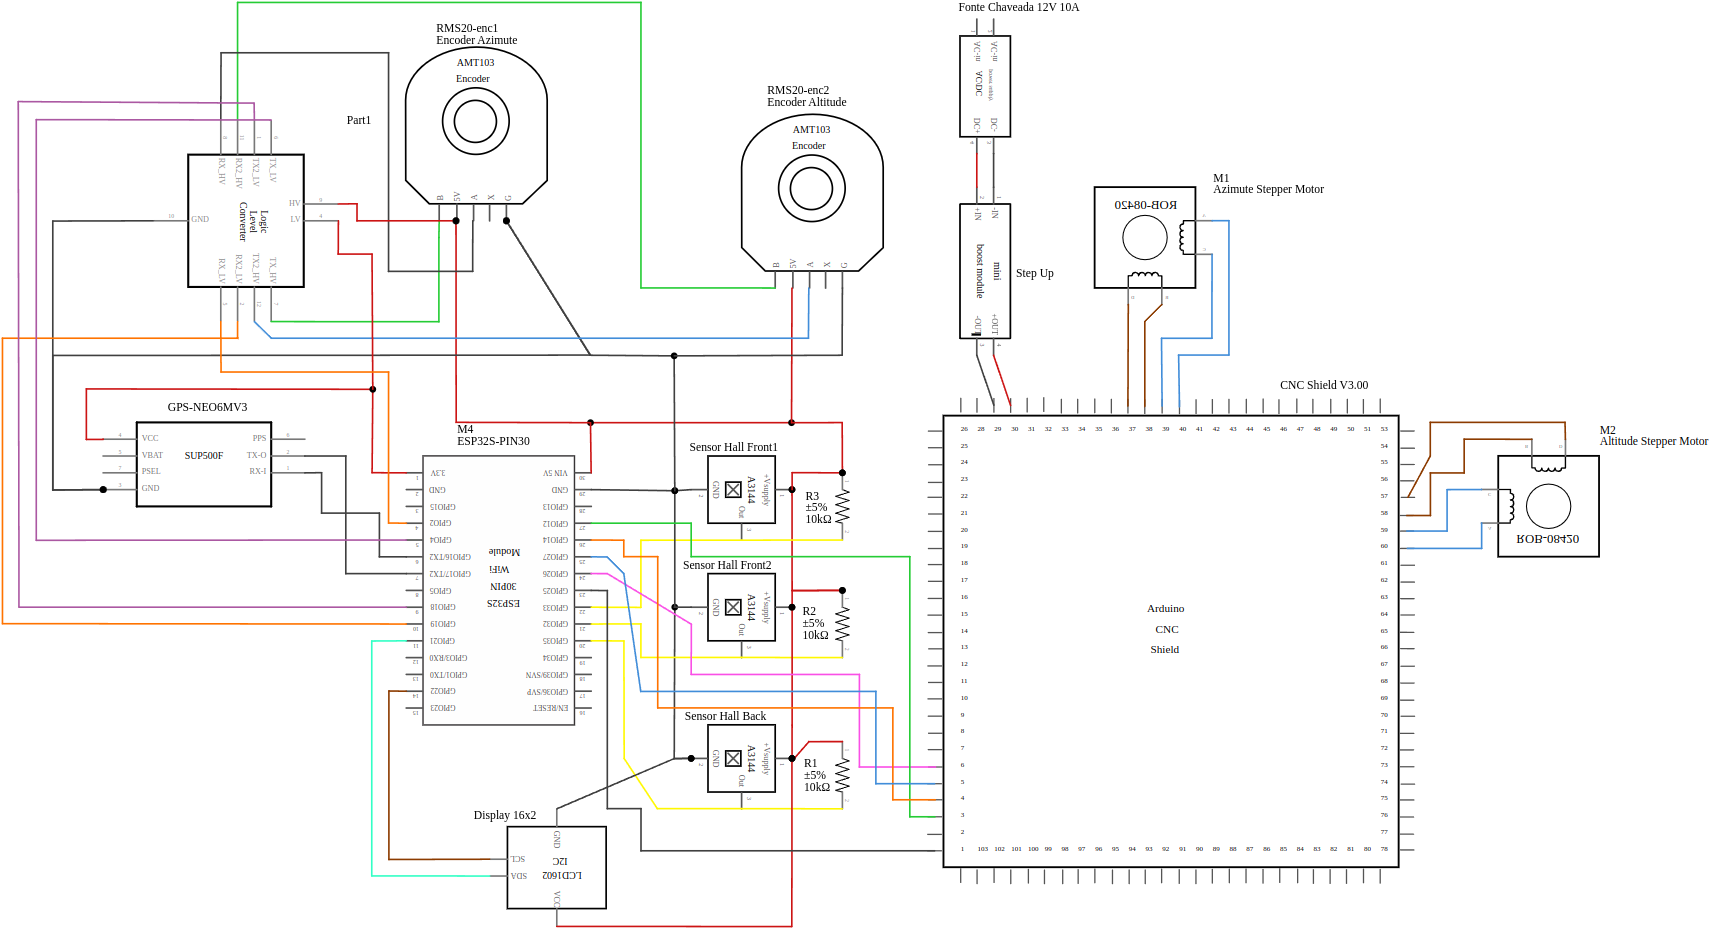 Fonte Chaveada 12V 10A
RMS20-enc1
Encoder Azimute
AMT103
Encoder
B
5V
A
X
G
Part1
RMS20-enc2
Encoder Altitude
AMT103
Encoder
B
5V
A
X
G
AC-in
AC-in
ACDC
DC+
DC-
+IN
-IN
mini
boost module
-OUT
+OUT
Step Up
M1
Azimute Stepper Motor
ROB-08420
RX_HV
RX2_HV
TX2_LV
TX_LV
HV
LV
GND
Logic
Level
Converter
RX_LV
RX2_LV
TX2_HV
TX_HV
GPS-NEO6MV3
VCC
VBAT
PSEL
GND
SUP500F
PPS
TX-O
RX-I
M4
ESP32S-PIN30
3.3V
GND
GPIO15
GPIO2
GPIO4
GPIO16/TX2
GPIO17/TX2
GPIO5
GPIO18
GPIO19
GPIO21
GPIO3/RX0
GPIO1/TX0
GPIO22
GPIO23
ESP32S
30PIN
WiFi
Module
VIN 5V
GND
GPIO13
GPIO12
GPIO14
GPIO27
GPIO26
GPIO25
GPIO33
GPIO32
GPIO35
GPIO34
GPIO39/SVN
GPIO36/SVP
EN/RESET
Sensor Hall Front1
GND
A3144
+Vsupply
Out
R3
±5%
10kΩ
Sensor Hall Front2
GND
A3144
+Vsupply
Out
R2
±5%
10kΩ
Sensor Hall Back
GND
A3144
+Vsupply
Out
R1
±5%
10kΩ
Display 16x2
GND
SCL
SDA
I2C
LCD1602
VCC
CNC Shield V3.00
26 28 29 30 31 32 33 34 35 36 37 38 39 40 41 42 43 44 45 46 47 48 49 50 51 53
25
24
23
22
21
20
19
18
17
16
15
14
13
12
11
10
9
8
7
6
5
4
3
2
1
54
55
56
57
58
59
60
61
62
63
64
65
66
67
68
69
70
71
72
73
74
75
76
77
78
103 102 101 100 99 98 97 96 95 94 93 92 91 90 89 88 87 86 85 84 83 82 81 80
Arduino
CNC
Shield
M2
Altitude Stepper Motor
ROB-08420